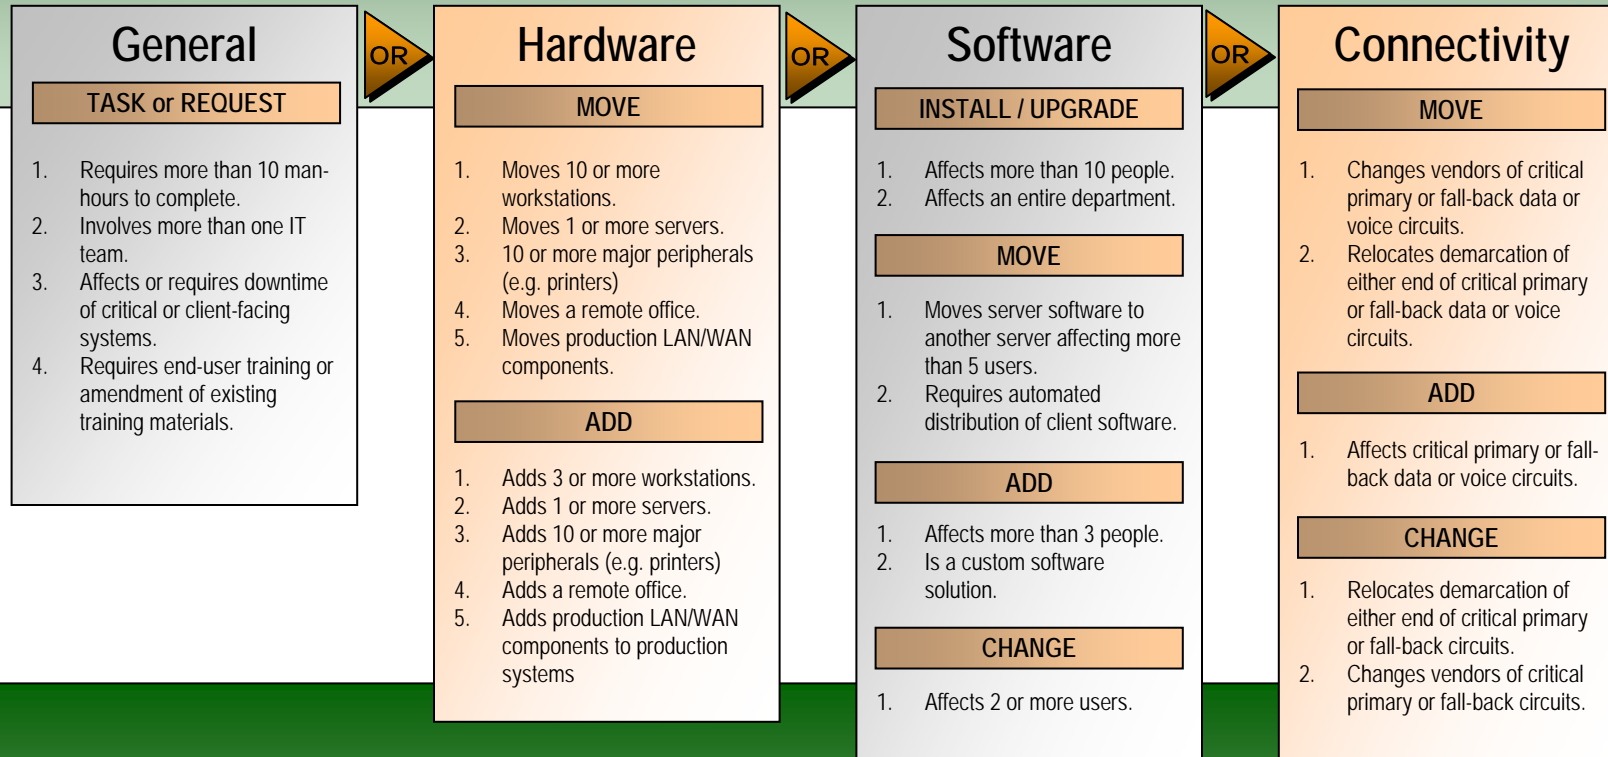 General
TASK or REQUEST
1. Requires more than 10 man-
hours to complete.
2. Involves more than one IT
team.
3. Affects or requires downtime
of critical or client-facing
systems.
4. Requires end-user training or
amendment of existing
training materials.
OR
Hardware
MOVE
1. Moves 10 or more
workstations.
2. Moves 1 or more servers.
3. 10 or more major peripherals
(e.g. printers)
4. Moves a remote office.
5. Moves production LAN/WAN
components.
ADD
1. Adds 3 or more workstations.
2. Adds 1 or more servers.
3. Adds 10 or more major
peripherals (e.g. printers)
4. Adds a remote office.
5. Adds production LAN/WAN
components to production
systems
OR
Software
INSTALL / UPGRADE
1. Affects more than 10 people.
2. Affects an entire department.
MOVE
1. Moves server software to
another server affecting more
than 5 users.
2. Requires automated
distribution of client software.
ADD
1. Affects more than 3 people.
2. Is a custom software
solution.
CHANGE
1. Affects 2 or more users.
OR
Connectivity
MOVE
1. Changes vendors of critical
primary or fall-back data or
voice circuits.
2. Relocates demarcation of
either end of critical primary
or fall-back data or voice
circuits.
ADD
1. Affects critical primary or fall-
back data or voice circuits.
CHANGE
1. Relocates demarcation of
either end of critical primary
or fall-back circuits.
2. Changes vendors of critical
primary or fall-back circuits.